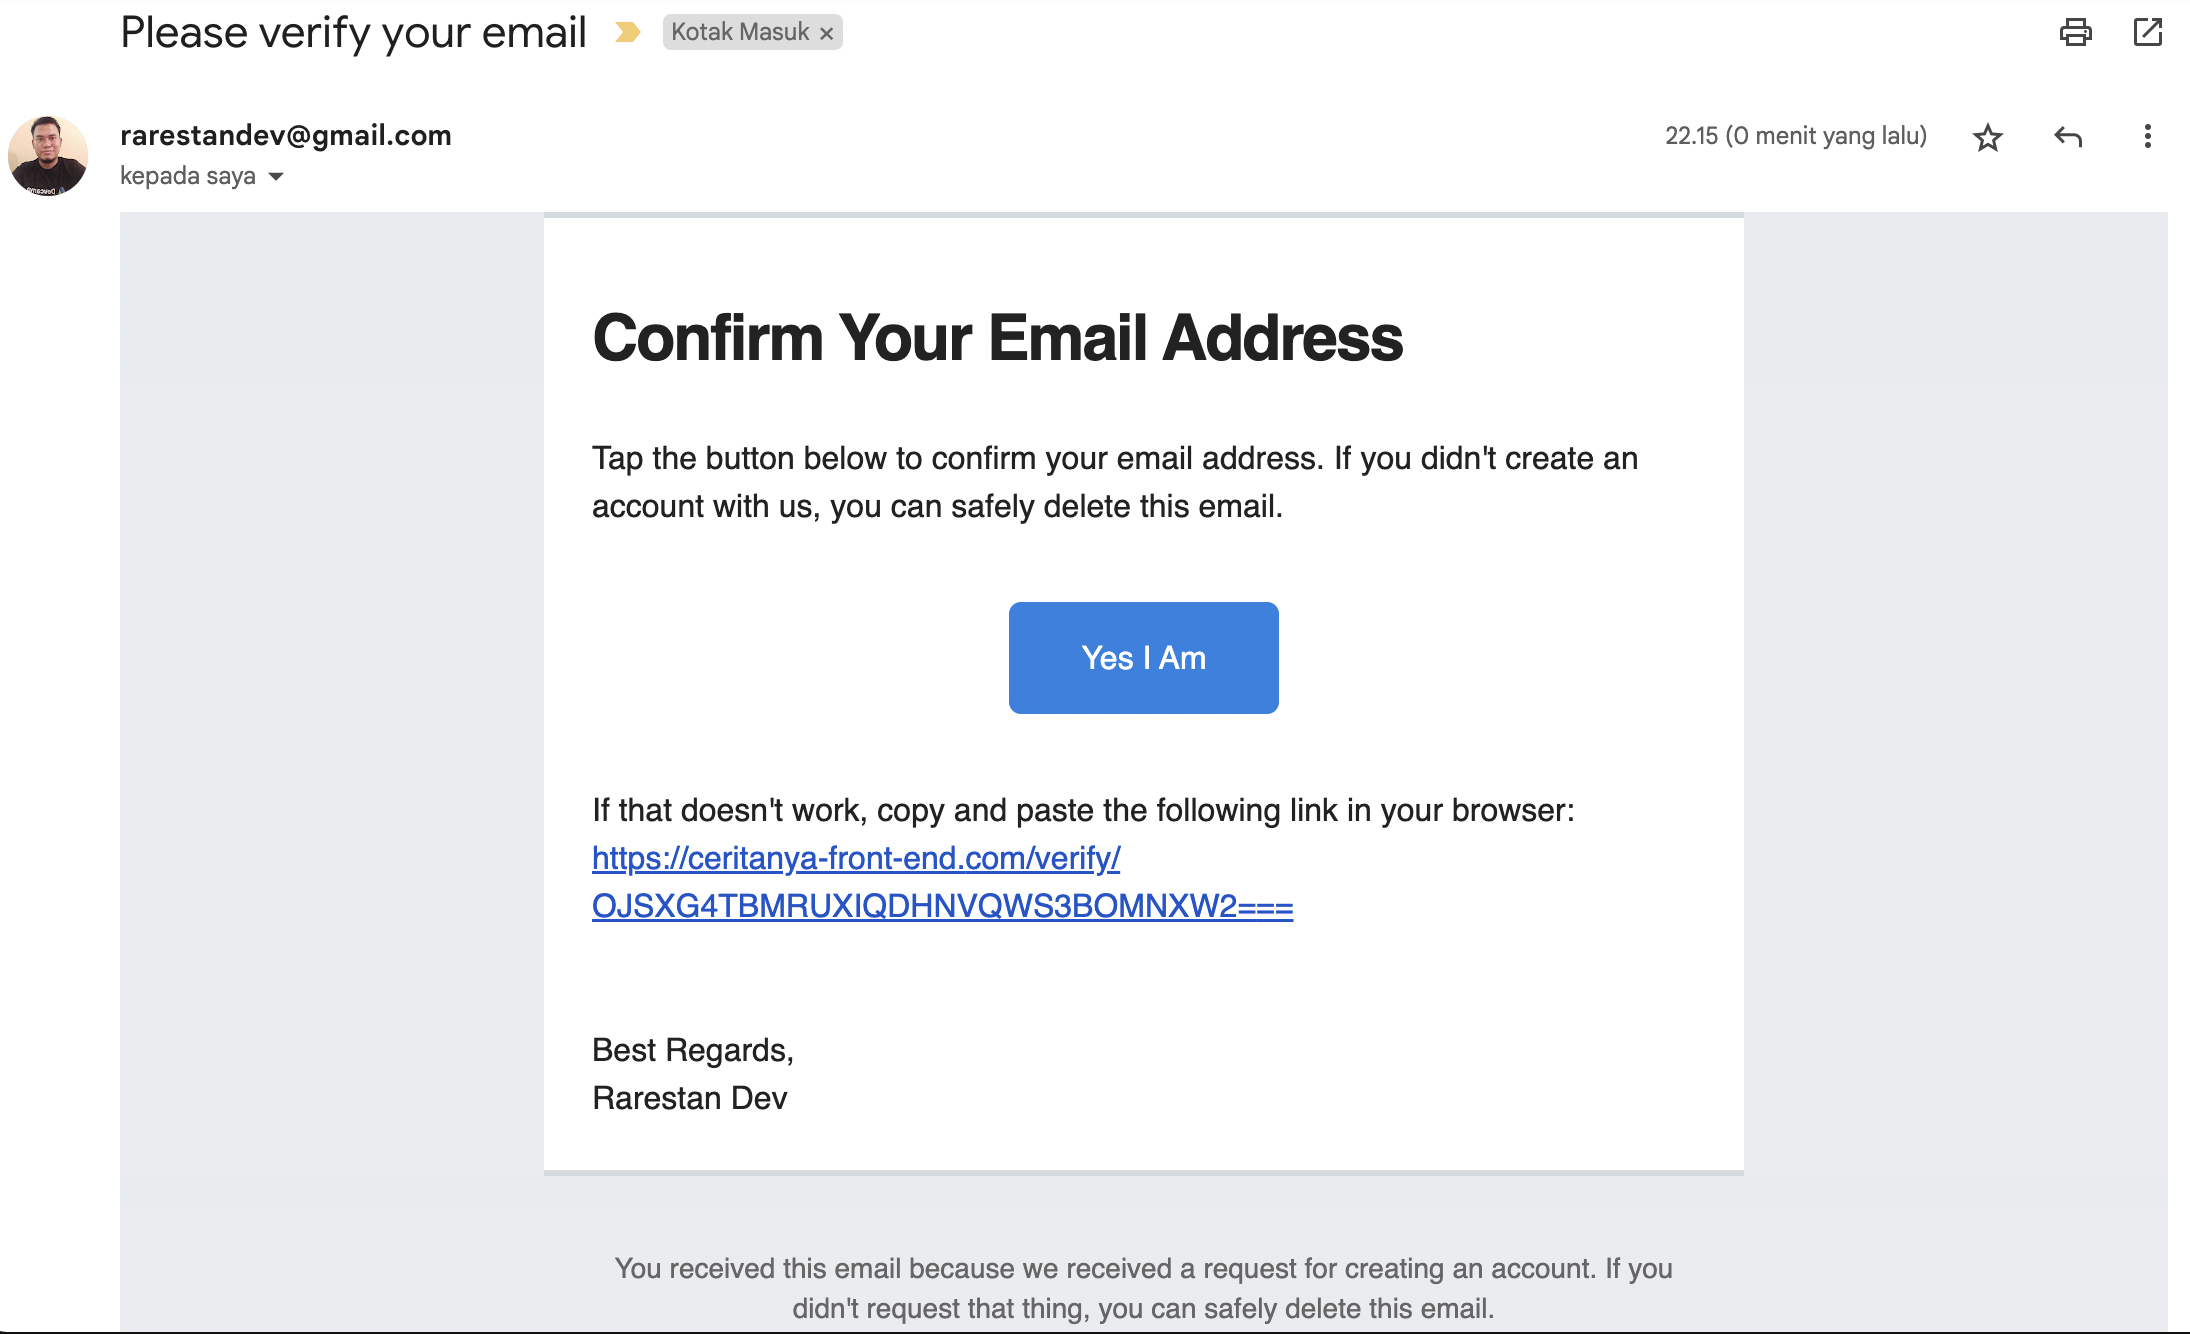 Please verify your email
Kotak Masuk ×
rarestandev@gmail.com
22.15 (0 menit yang lalu)
kepada saya
Confirm Your Email Address
Tap the button below to confirm your email address. If you didn't create an
account with us, you can safely delete this email.
Yes I Am
If that doesn't work, copy and paste the following link in your browser:
https://ceritanya-front-end.com/verify/
OJSXG4TBMRUXIQDHNVQWS3BOMNXW2===
Best Regards,
Rarestan Dev
You received this email because we received a request for creating an account. If you
didn't request that thing, you can safely delete this email.